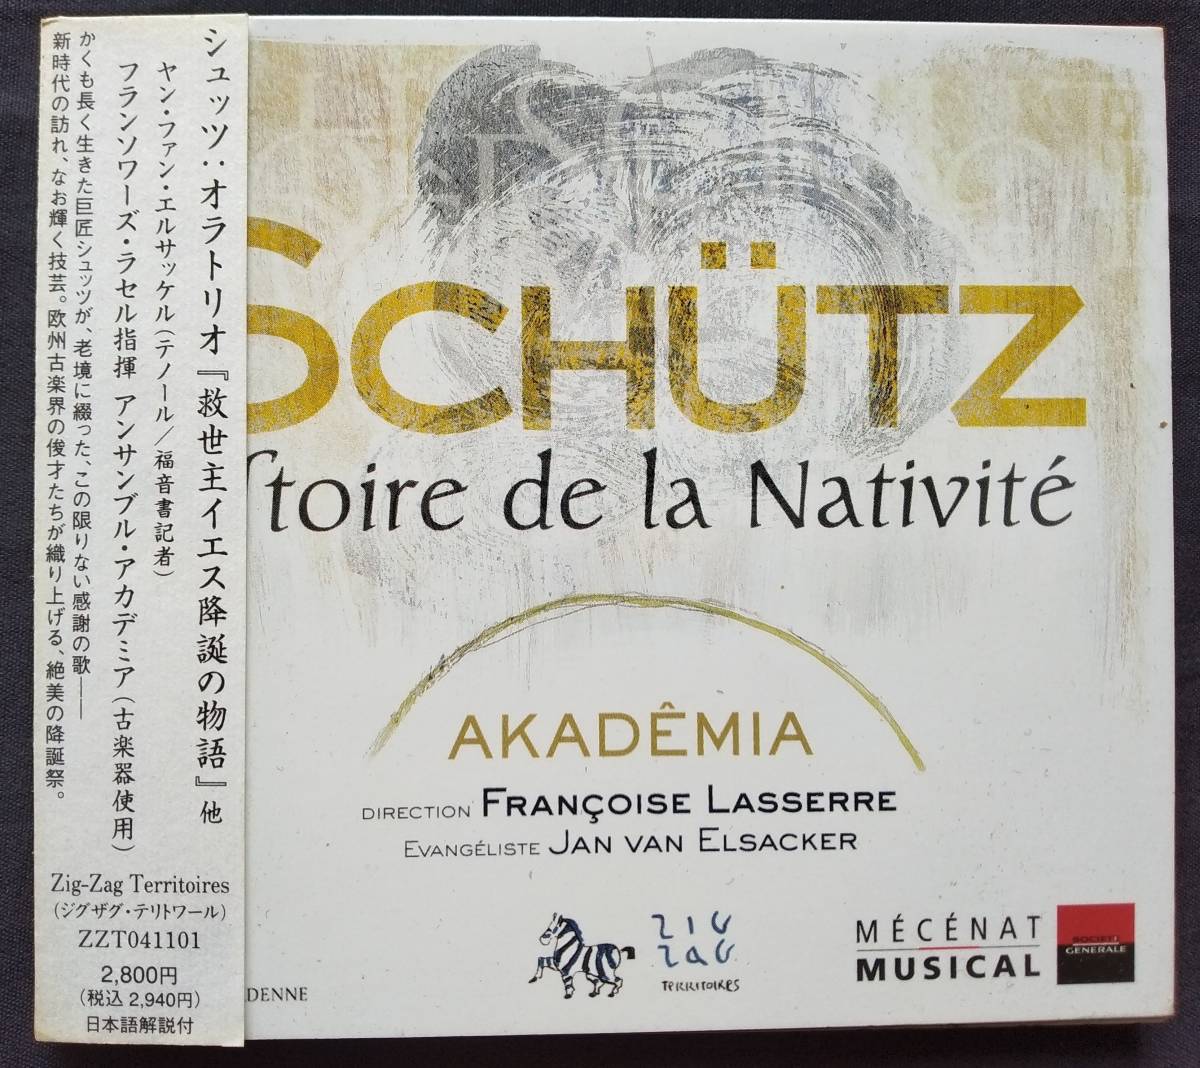 シュッツ：オラトリオ『救世主イエス降誕の物語』他
ヤン・ファン・エルサッケル（テノール／福音書記者）
フランソワーズ・ラセル指揮 アンサンブル・アカデミア（古楽器使用）
かくも長く生きた巨匠シュッツが、老境に綴った、この限りない感謝の歌──
新時代の訪れ、なお輝く技芸。欧州古楽界の俊才たちが織り上げる、絶美の降誕祭。
Zig-Zag Territoires
（ジグザグ・テリトワール）
ZZT041101
2,800円
（税込 2,940円）
日本語解説付
SCHÜTZ
stoire de la Nativité
AKADÊMIA
DIRECTION FRANÇOISE LASSERRE
EVANGÉLISTE JAN VAN ELSACKER
ZIG
ZAG
TERRITOIRES
MÉCÉNAT
MUSICAL
SOCIETE
GENERALE
DENNE